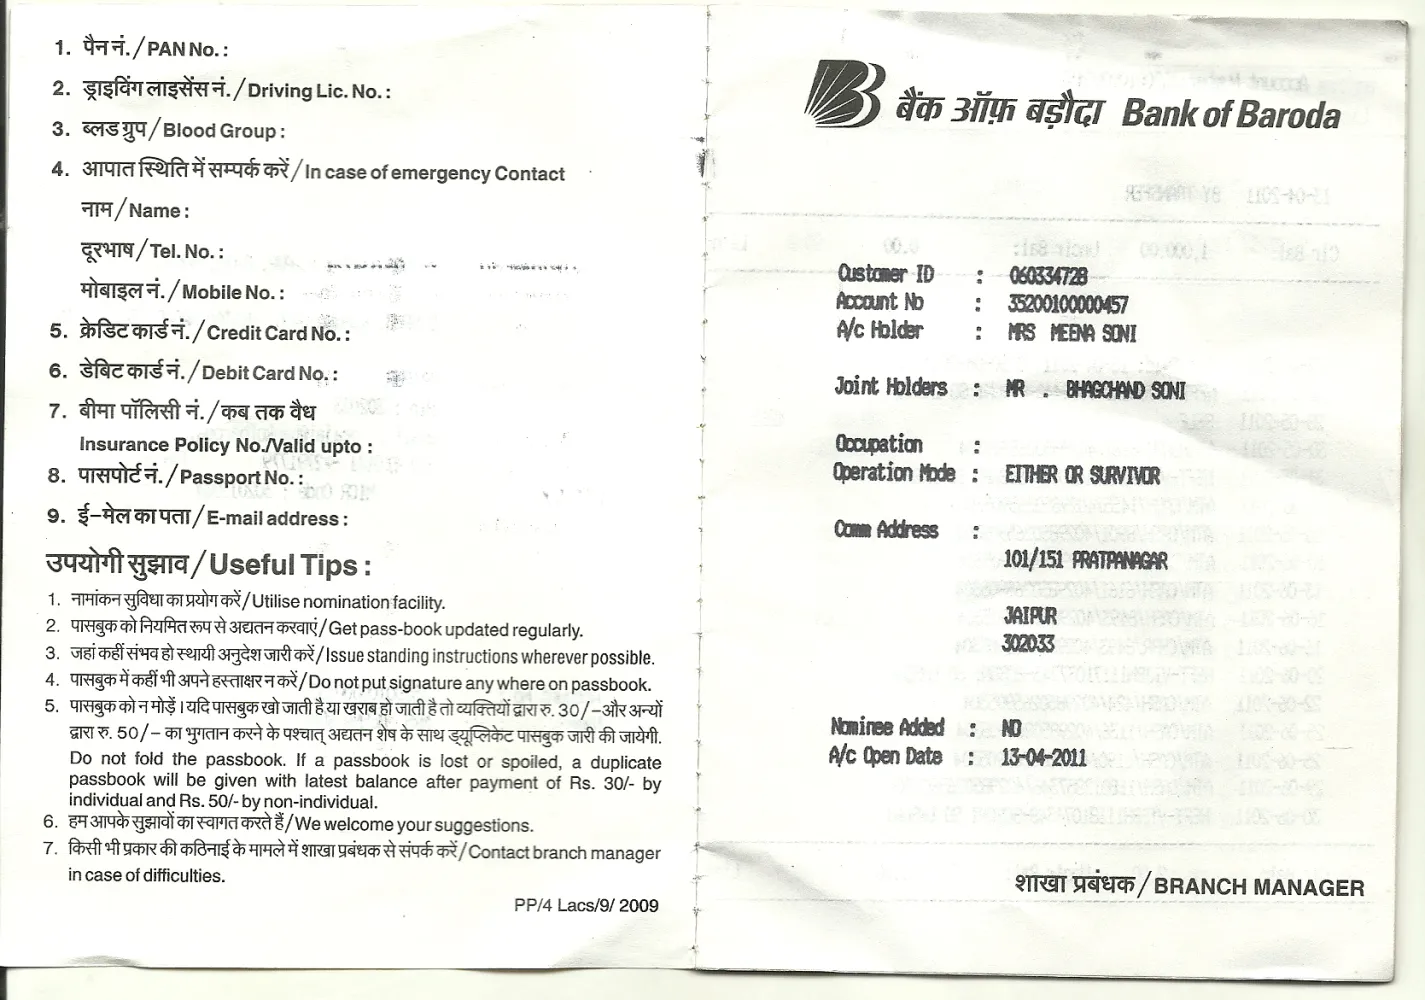 1. पैन नं./PAN No. :
2. ड्राइविंग लाइसेंस नं./Driving Lic. No. :
3. ब्लड ग्रुप/Blood Group :
4. आपात स्थिति में सम्पर्क करें/In case of emergency Contact
नाम/Name :
दूरभाष/Tel. No. :
मोबाइल नं./Mobile No. :
5. क्रेडिट कार्ड नं./Credit Card No. :
6. डेबिट कार्ड नं./Debit Card No. :
7. बीमा पॉलिसी नं./कब तक वैध
Insurance Policy No./Valid upto :
8. पासपोर्ट नं./Passport No. :
9. ई-मेल का पता/E-mail address :
उपयोगी सुझाव/Useful Tips :
1. नामांकन सुविधा का प्रयोग करें/Utilise nomination facility.
2. पासबुक को नियमित रूप से अद्यतन करवाएं/Get pass-book updated regularly.
3. जहां कहीं संभव हो स्थायी अनुदेश जारी करें/Issue standing instructions wherever possible.
4. पासबुक में कहीं भी अपने हस्ताक्षर न करें/Do not put signature any where on passbook.
5. पासबुक को न मोड़ें। यदि पासबुक खो जाती है या खराब हो जाती है तो व्यक्तियों द्वारा रु. 30/-और अन्यों
द्वारा रु. 50/- का भुगतान करने के पश्चात् अद्यतन शेष के साथ ड्यूप्लिकेट पासबुक जारी की जायेगी.
Do not fold the passbook. If a passbook is lost or spoiled, a duplicate
passbook will be given with latest balance after payment of Rs. 30/- by
individual and Rs. 50/- by non-individual.
6. हम आपके सुझावों का स्वागत करते हैं/We welcome your suggestions.
7. किसी भी प्रकार की कठिनाई के मामले में शाखा प्रबंधक से संपर्क करें/Contact branch manager
in case of difficulties.
PP/4 Lacs/9/ 2009
बैंक ऑफ़ बड़ौदा Bank of Baroda
Customer ID : 060334728
Account No : 35200100000457
A/c Holder : MRS MEENA SONI
Joint Holders : MR . BHAGCHAND SONI
Occupation :
Operation Mode : EITHER OR SURVIVOR
Comm Address :
101/151 PRATPANAGAR
JAIPUR
302033
Nominee Added : NO
A/c Open Date : 13-04-2011
शाखा प्रबंधक/BRANCH MANAGER